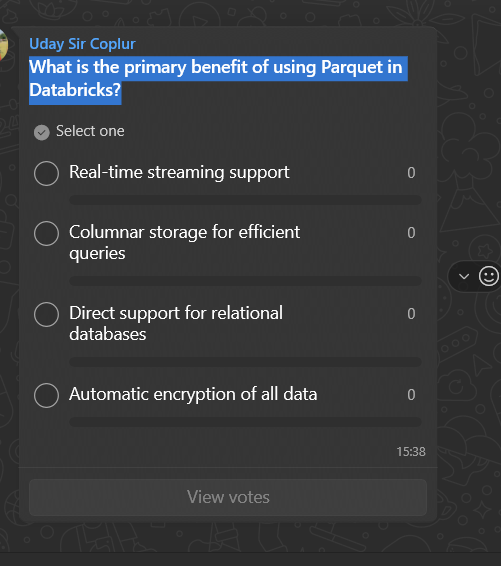 Uday Sir Coplur
What is the primary benefit of using Parquet in
Databricks?
Select one
Real-time streaming support 0
Columnar storage for efficient 0
queries
Direct support for relational 0
databases
Automatic encryption of all data 0
15:38
View votes